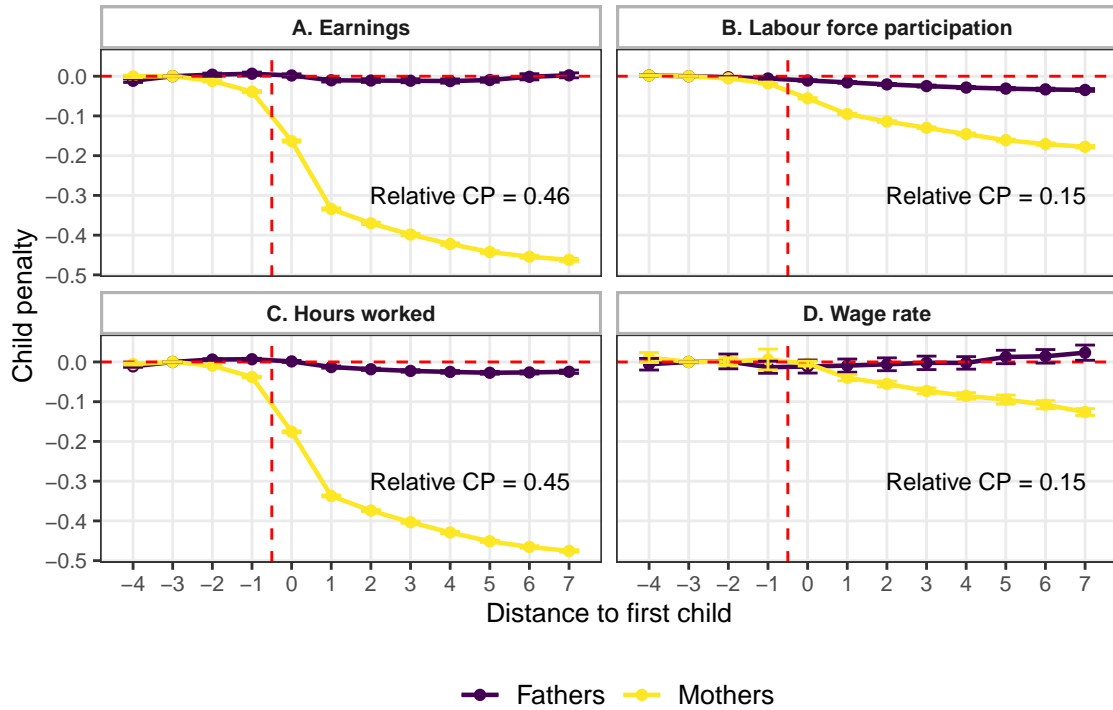 A. Earnings
B. Labour force participation
0.0
−0.1
−0.2
−0.3
−0.4
−0.5
Relative CP = 0.46
Relative CP = 0.15
C. Hours worked
D. Wage rate
0.0
−0.1
−0.2
−0.3
−0.4
−0.5
Relative CP = 0.45
Relative CP = 0.15
Child penalty
−4 −3 −2 −1 0 1 2 3 4 5 6 7
−4 −3 −2 −1 0 1 2 3 4 5 6 7
Distance to first child
Fathers Mothers